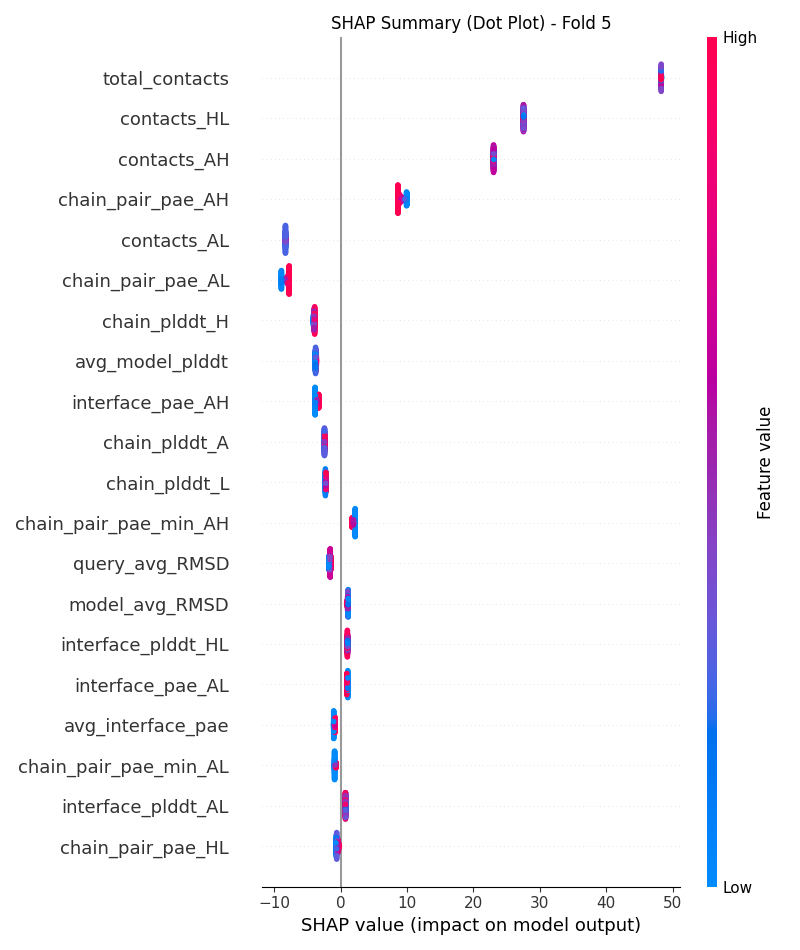 SHAP Summary (Dot Plot) - Fold 5
High
total_contacts
contacts_HL
contacts_AH
chain_pair_pae_AH
contacts_AL
chain_pair_pae_AL
chain_plddt_H
avg_model_plddt
interface_pae_AH
chain_plddt_A
chain_plddt_L
chain_pair_pae_min_AH
query_avg_RMSD
model_avg_RMSD
interface_plddt_HL
interface_pae_AL
avg_interface_pae
chain_pair_pae_min_AL
interface_plddt_AL
chain_pair_pae_HL
Feature value
Low
−10 0 10 20 30 40 50
SHAP value (impact on model output)